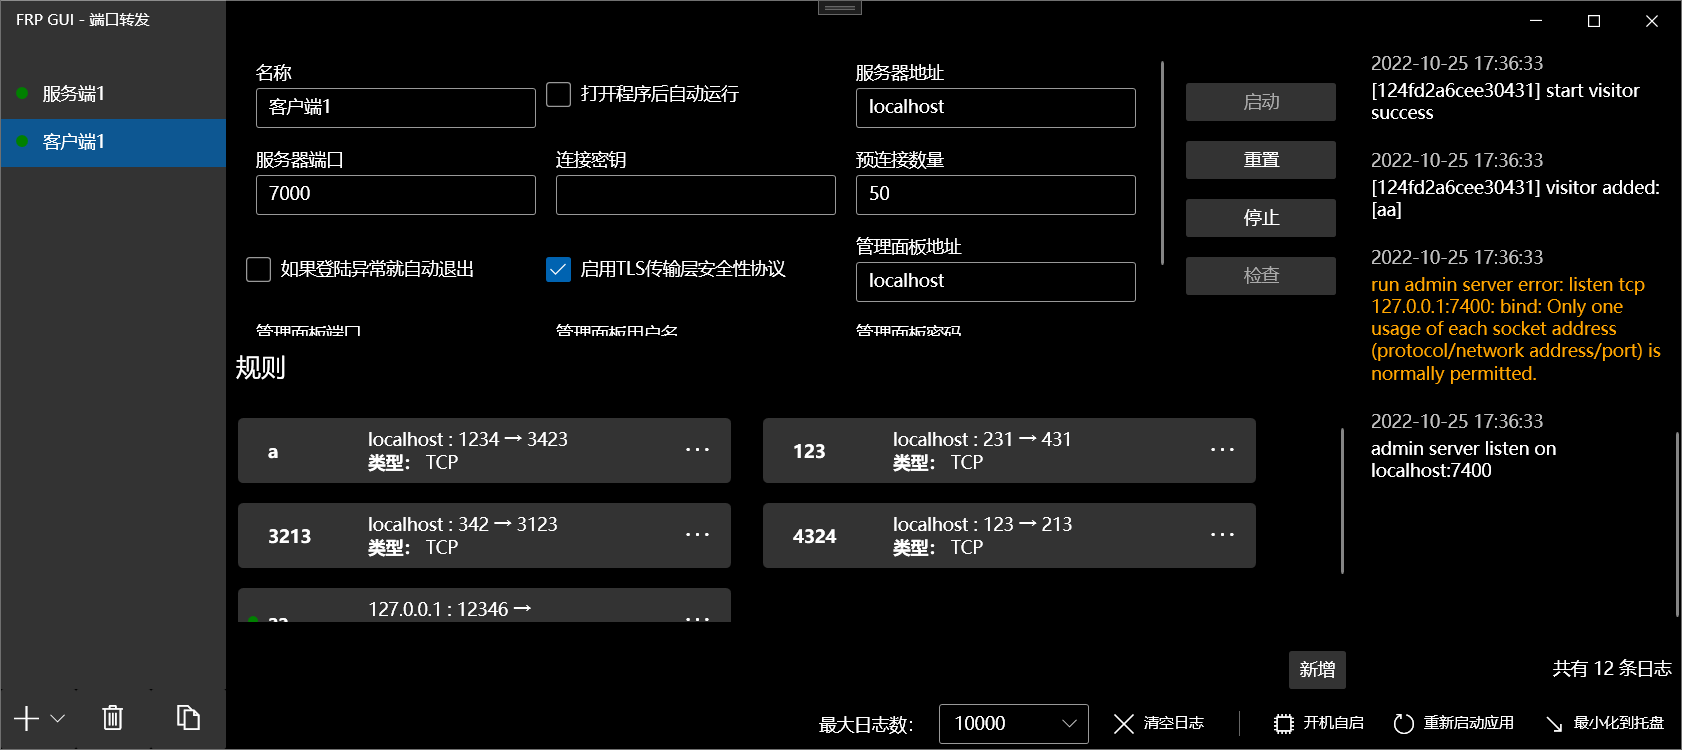 FRP GUI - 端口转发
服务端1
客户端1
名称
客户端1
打开程序后自动运行
服务器地址
localhost
服务器端口
7000
连接密钥
预连接数量
50
如果登陆异常就自动退出
启用TLS传输层安全性协议
管理面板地址
localhost
管理面板端口
管理面板用户名
管理面板密码
启动
重置
停止
检查
规则
a
localhost : 1234 → 3423
类型： TCP
123
localhost : 231 → 431
类型： TCP
3213
localhost : 342 → 3123
类型： TCP
4324
localhost : 123 → 213
类型： TCP
aa
127.0.0.1 : 12346 →
新增
2022-10-25 17:36:33
[124fd2a6cee30431] start visitor
success
2022-10-25 17:36:33
[124fd2a6cee30431] visitor added:
[aa]
2022-10-25 17:36:33
run admin server error: listen tcp
127.0.0.1:7400: bind: Only one
usage of each socket address
(protocol/network address/port) is
normally permitted.
2022-10-25 17:36:33
admin server listen on
localhost:7400
共有 12 条日志
最大日志数：
10000
清空日志
开机自启
重新启动应用
最小化到托盘